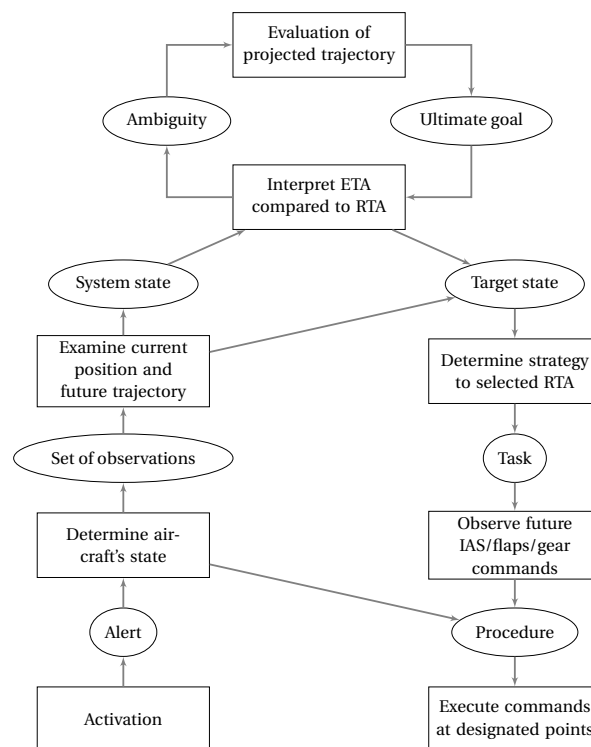 Evaluation of
projected trajectory
Ambiguity
Ultimate goal
Interpret ETA
compared to RTA
System state
Target state
Examine current
position and
future trajectory
Determine strategy
to selected RTA
Set of observations
Task
Determine air-
craft's state
Observe future
IAS/flaps/gear
commands
Alert
Procedure
Activation
Execute commands
at designated points